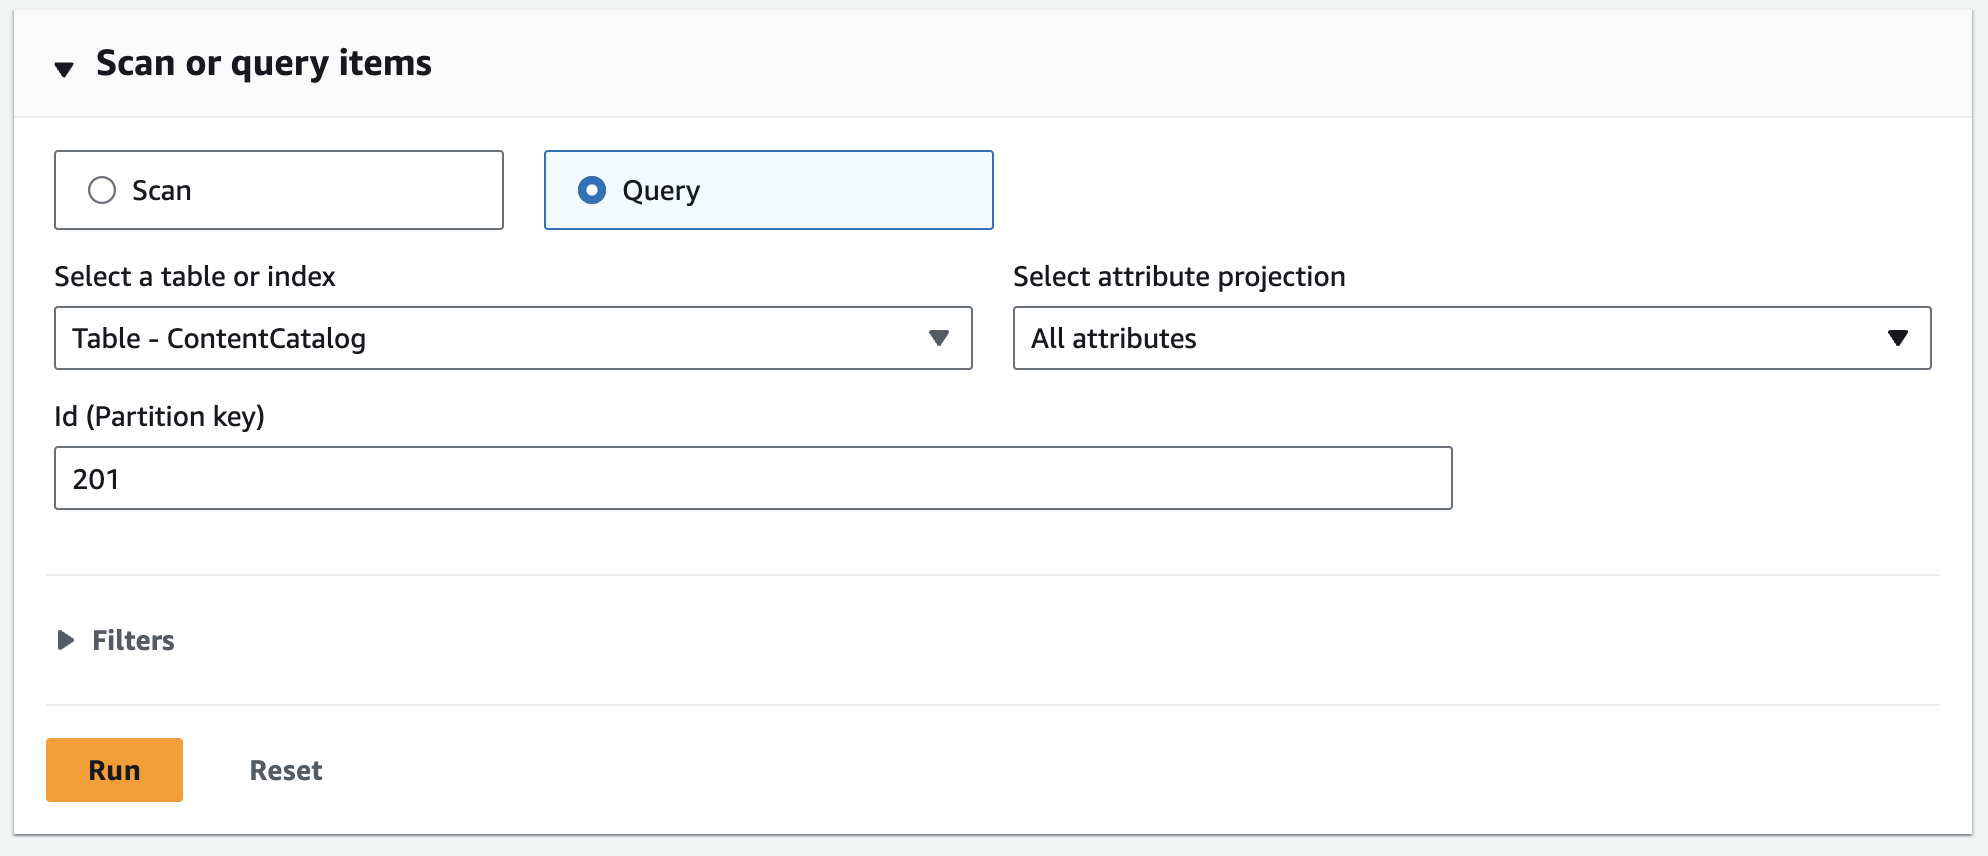 Scan or query items
Scan
Query
Select a table or index
Select attribute projection
Table - ContentCatalog
All attributes
Id (Partition key)
201
Filters
Run
Reset